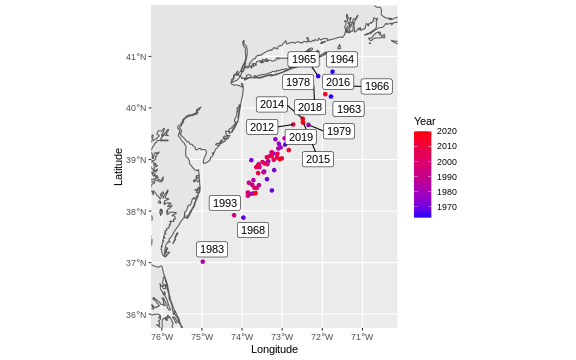 1965
1964
41°N
1978
2016
1966
2014
2018
1963
40°N
2012
2019
1979
2015
39°N
1993
38°N
1968
1983
37°N
36°N
76°W
75°W
74°W
73°W
72°W
71°W
Longitude
Latitude
Year
2020
2010
2000
1990
1980
1970